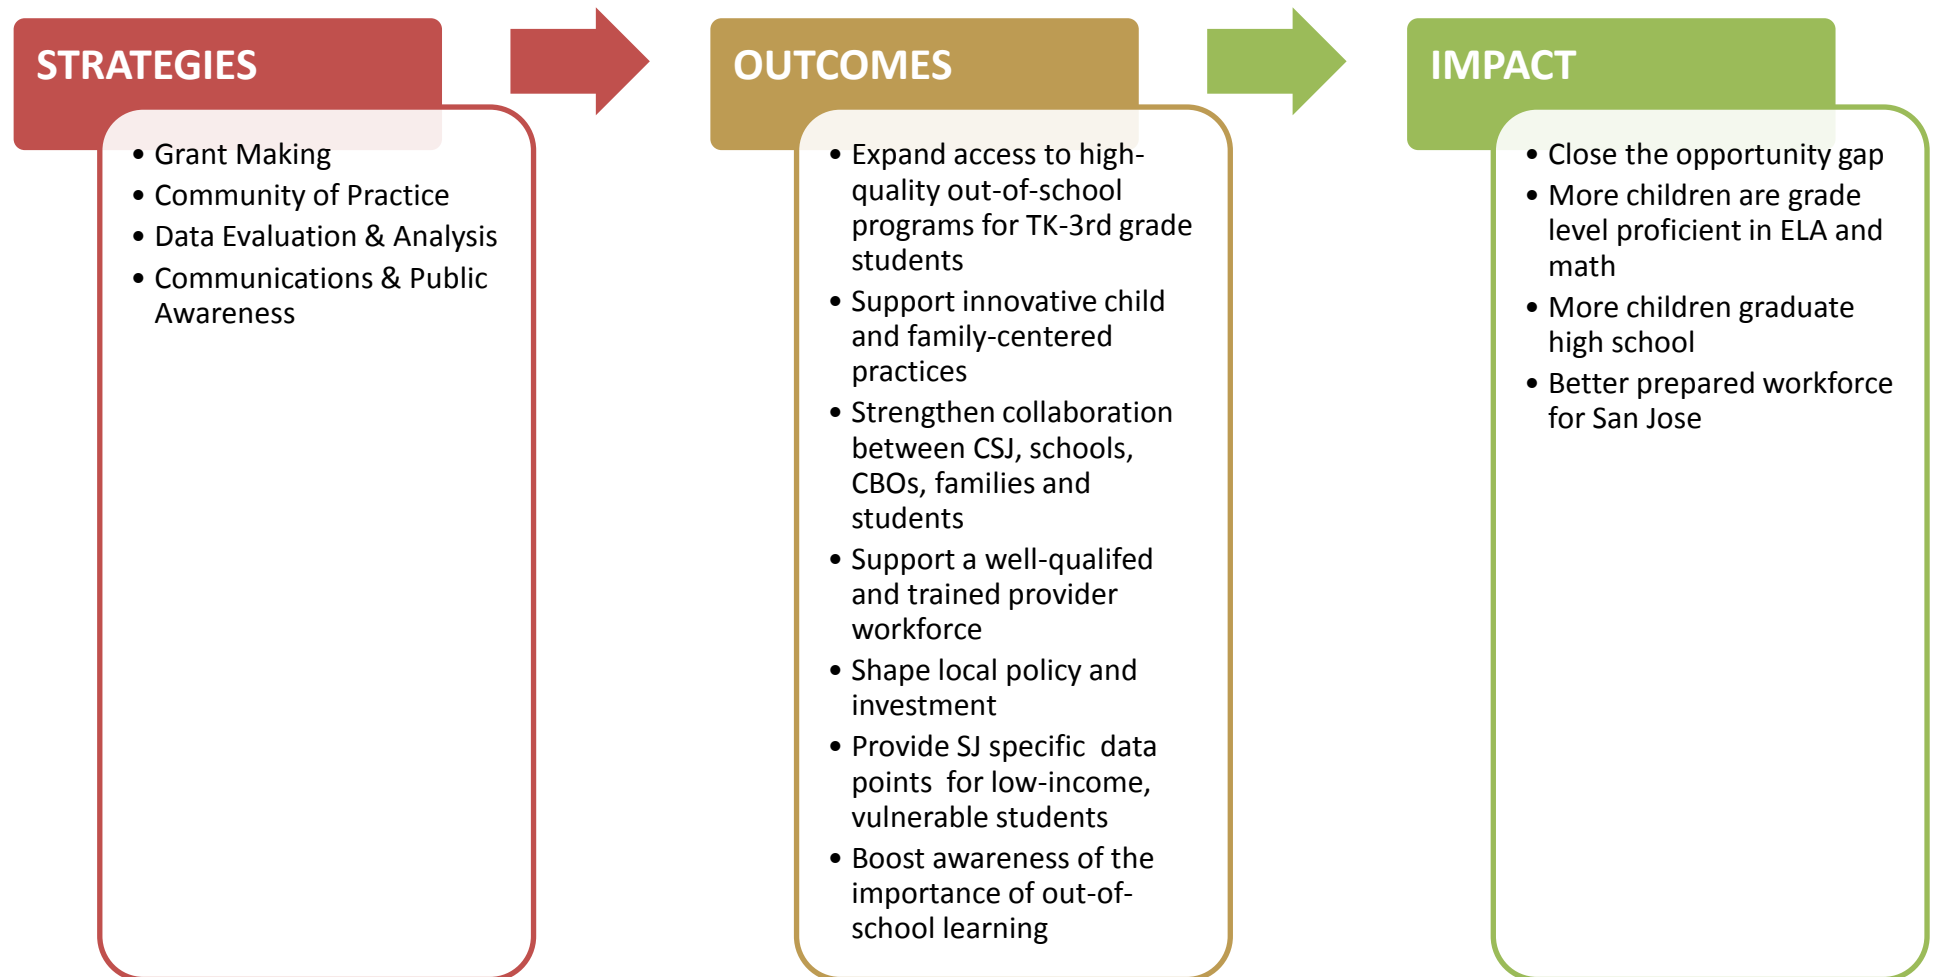 STRATEGIES
• Grant Making
• Community of Practice
• Data Evaluation & Analysis
• Communications & Public
Awareness
OUTCOMES
• Expand access to high-
quality out-of-school
programs for TK-3rd grade
students
• Support innovative child
and family-centered
practices
• Strengthen collaboration
between CSJ, schools,
CBOs, families and
students
• Support a well-qualifed
and trained provider
workforce
• Shape local policy and
investment
• Provide SJ specific  data
points  for low-income,
vulnerable students
• Boost awareness of the
importance of out-of-
school learning
IMPACT
• Close the opportunity gap
• More children are grade
level proficient in ELA and
math
• More children graduate
high school
• Better prepared workforce
for San Jose